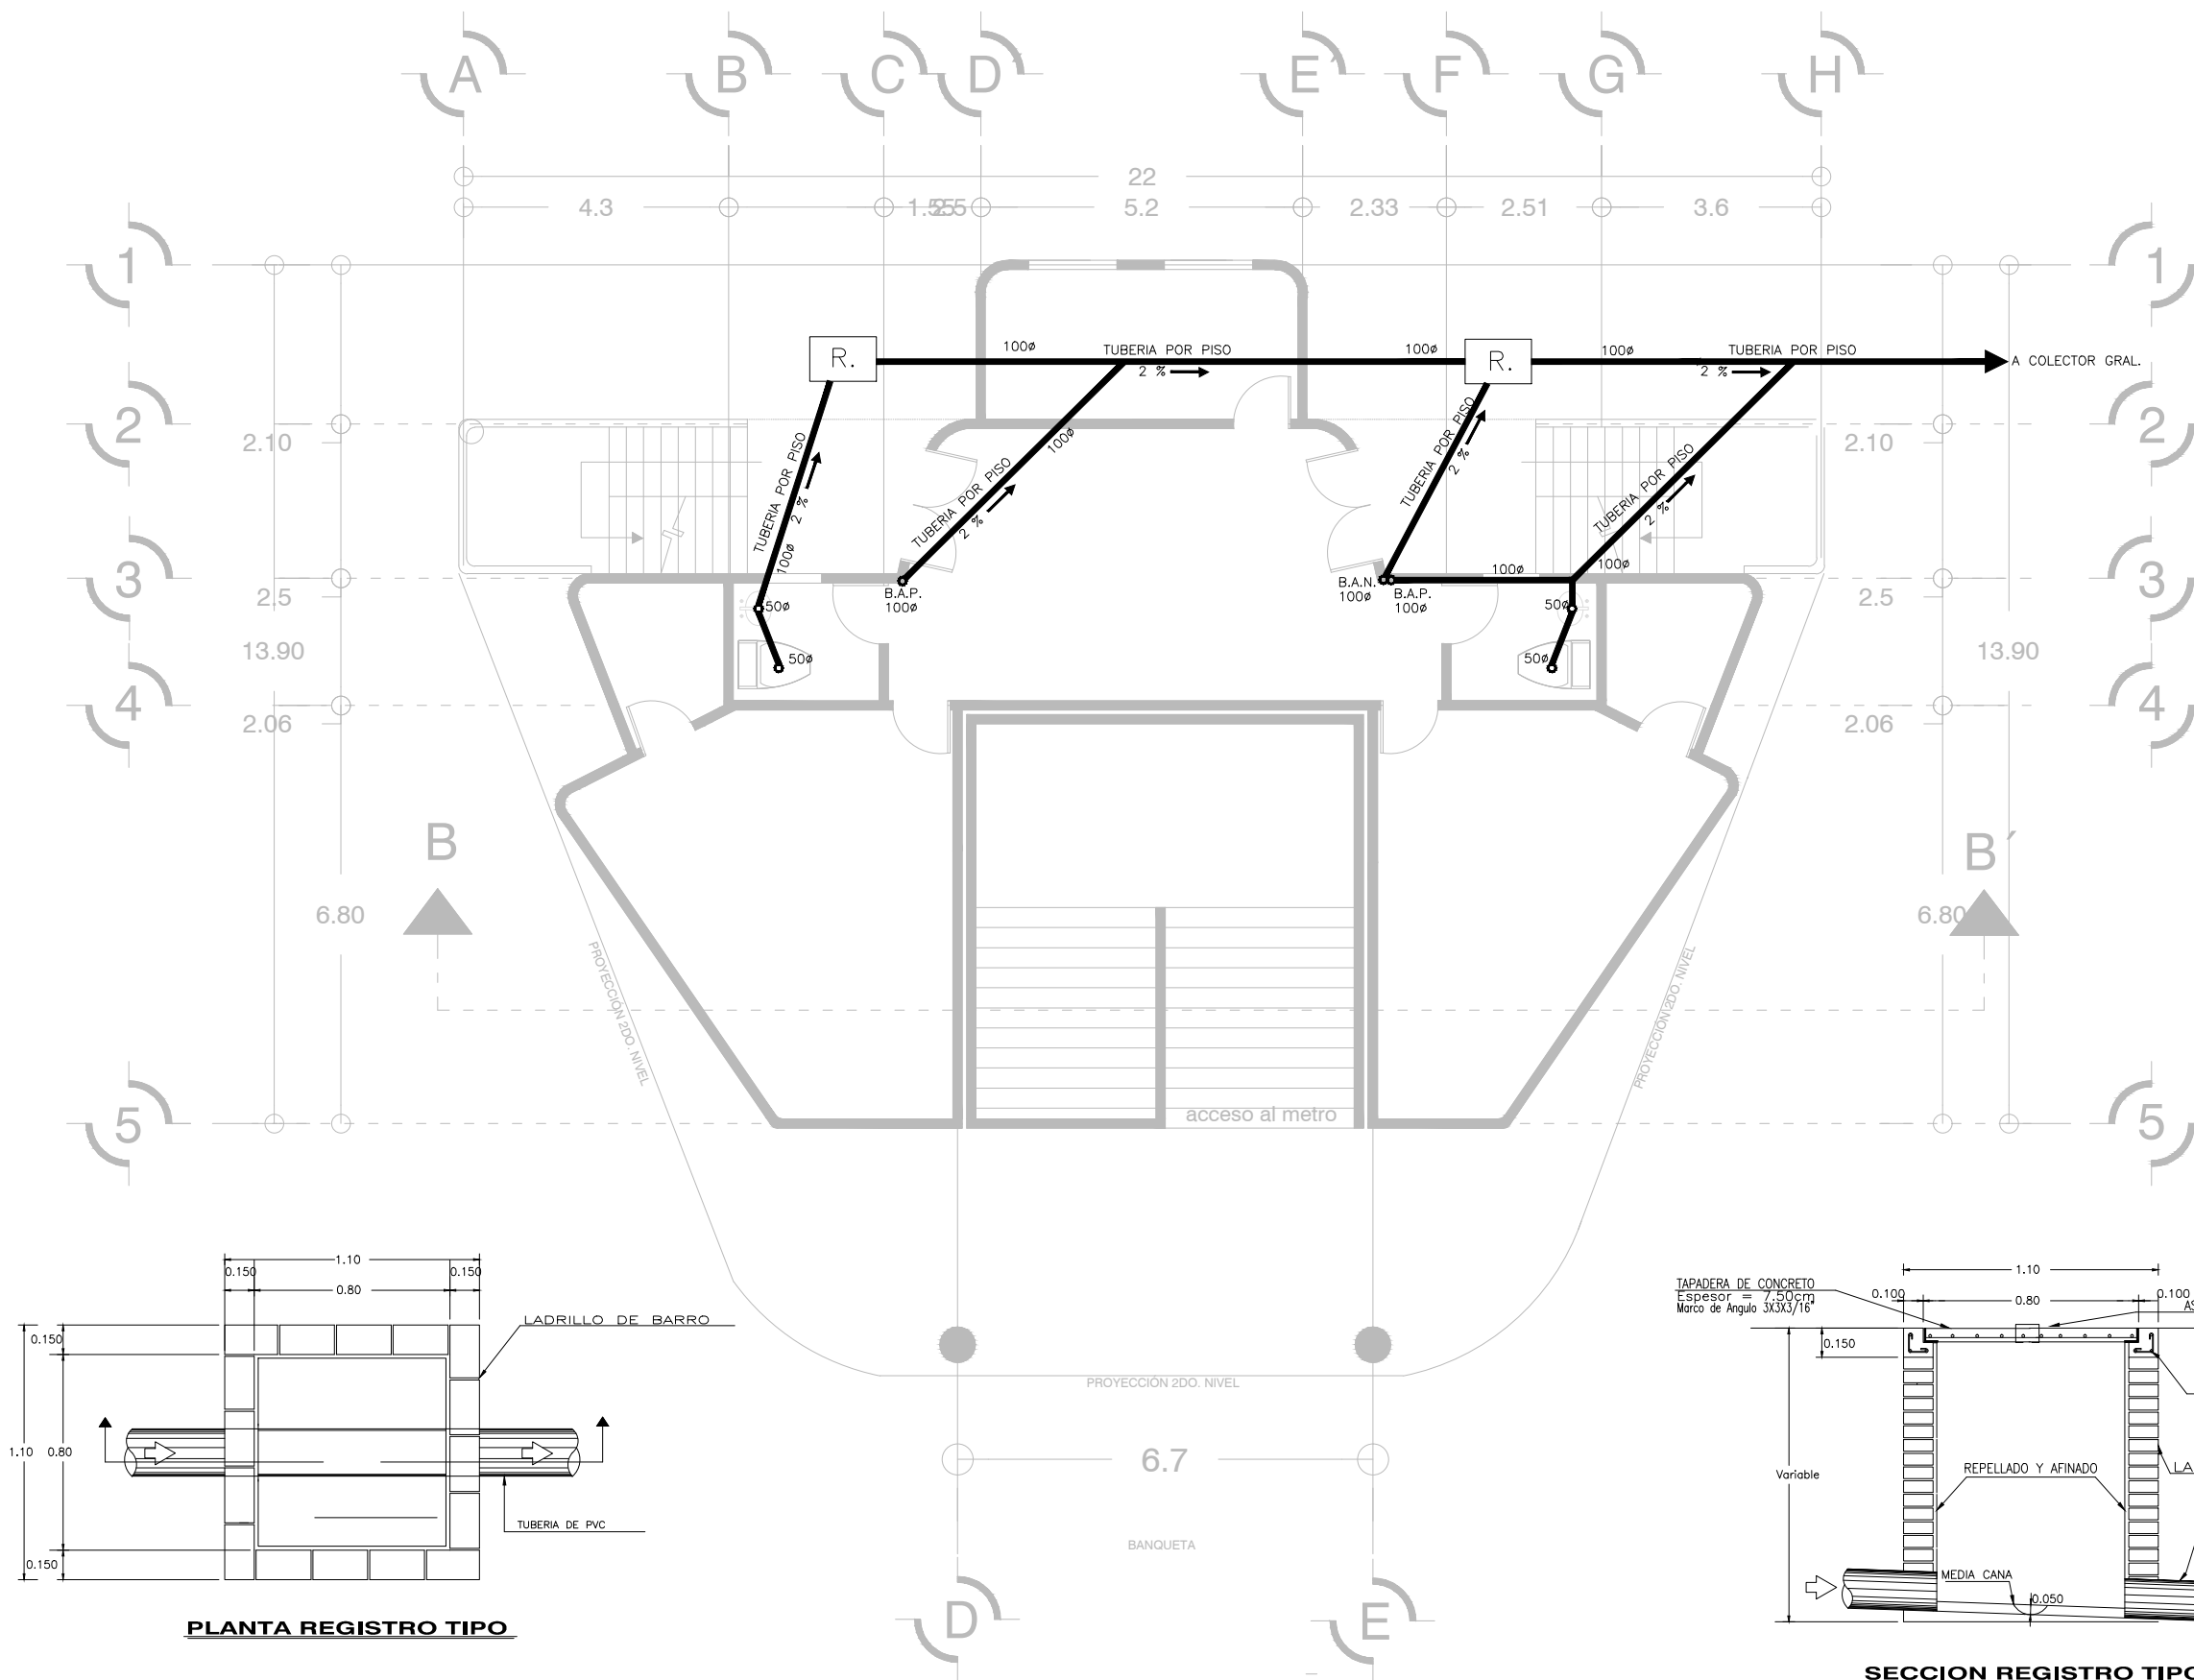 A B C D´ E´ F G H
22
4.3 5.2 2.33 2.51 3.6
1 1
R. 100ø TUBERIA POR PISO 100ø R. 100ø TUBERIA POR PISO
2 % 2 %
A COLECTOR GRAL.
2 2
2.10 2.10
TUBERIA POR PISO
2 %
100ø
TUBERIA POR PISO
2 %
100ø
TUBERIA POR PISO
2 %
TUBERIA POR PISO
2 %
100ø
100ø
3 3
B.A.P.
100ø
B.A.N.
100ø
B.A.P.
100ø
50ø
50ø
50ø
50ø
2.5 2.5
13.90 13.90
4 4
2.06 2.06
B B´
6.80 6.80
PROYECCIÓN 2DO. NIVEL
PROYECCIÓN 2DO. NIVEL
acceso al metro
5 5
PROYECCIÓN 2DO. NIVEL
6.7
BANQUETA
D E
1.10
0.150 0.150
0.80
LADRILLO DE BARRO
0.150
1.10 0.80
0.150
TUBERIA DE PVC
PLANTA REGISTRO TIPO
1.10
TAPADERA DE CONCRETO
Espesor = 7.50cm
Marco de Angulo 3X3X3/16"
0.100 0.80 0.100
AS
0.150
Variable
REPELLADO Y AFINADO
LA
MEDIA CANA
0.050
SECCION REGISTRO TIPO